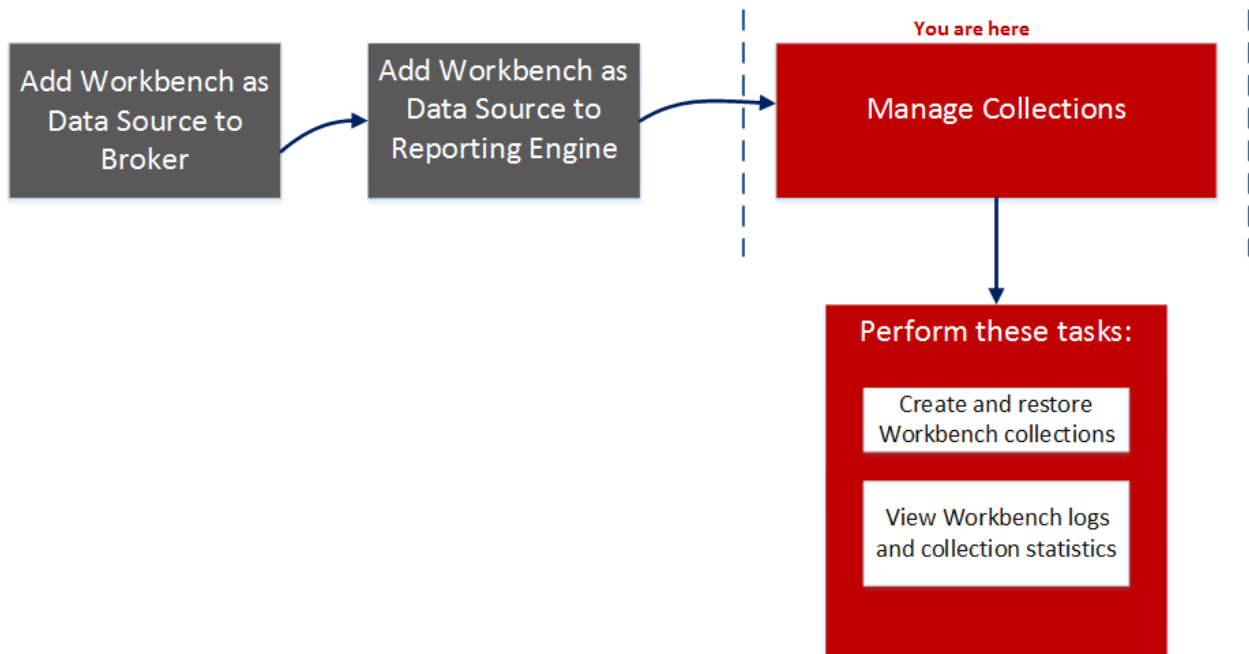 You are here
Add Workbench as
Data Source to
Broker
Add Workbench as
Data Source to
Reporting Engine
Manage Collections
Perform these tasks:
Create and restore
Workbench collections
View Workbench logs
and collection statistics